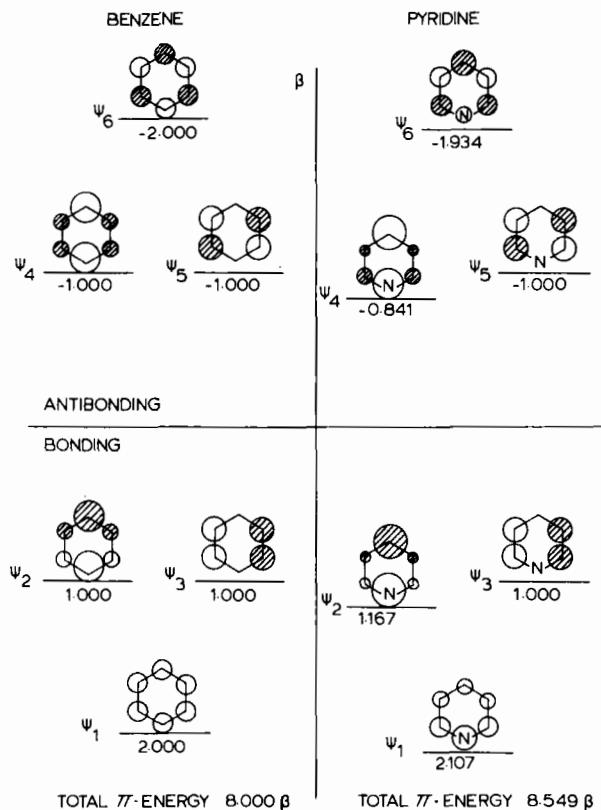 BENZENE
PYRIDINE
β
Ψ6
-2·000
N
Ψ6
-1·934
Ψ4
-1·000
Ψ5
-1·000
N
Ψ4
-0·841
N
Ψ5
-1·000
ANTIBONDING
BONDING
Ψ2
1·000
Ψ3
1·000
N
Ψ2
1·167
N
Ψ3
1·000
Ψ1
2·000
N
Ψ1
2·107
TOTAL π-ENERGY 8·000 β
TOTAL π-ENERGY 8·549 β